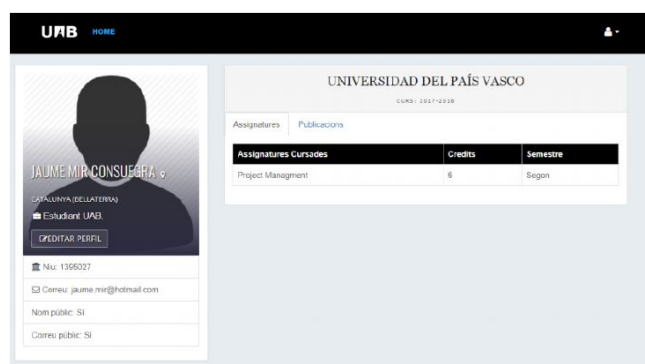 UAB HOME
JAUME MIR CONSUEGRA
CATALUNYA (BELLATERRA)
Estudiant UAB.
EDITAR PERFIL
Niu: 1395027
Correu: jaume.mir@hotmail.com
Nom públic: Sí
Correu públic: Sí
UNIVERSIDAD DEL PAÍS VASCO
CURS: 2017-2018
Assignatures Publicacions
Assignatures Cursades Credits Semestre
Project Managment 6 Segon